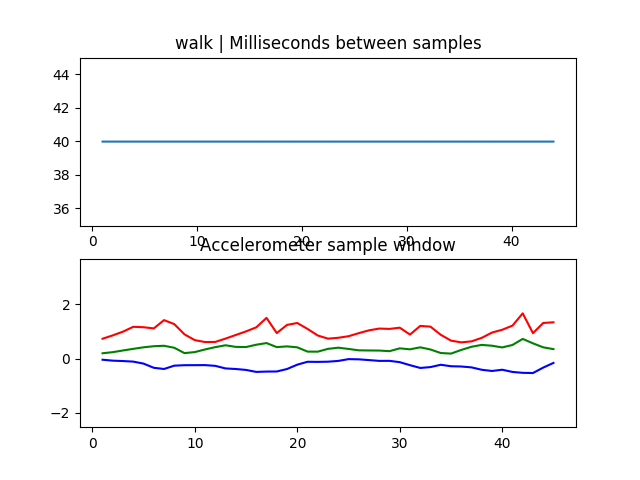 walk | Milliseconds between samples
44
42
40
38
36
0 10 20 30 40
Accelerometer sample window
2
0
−2
0 10 20 30 40